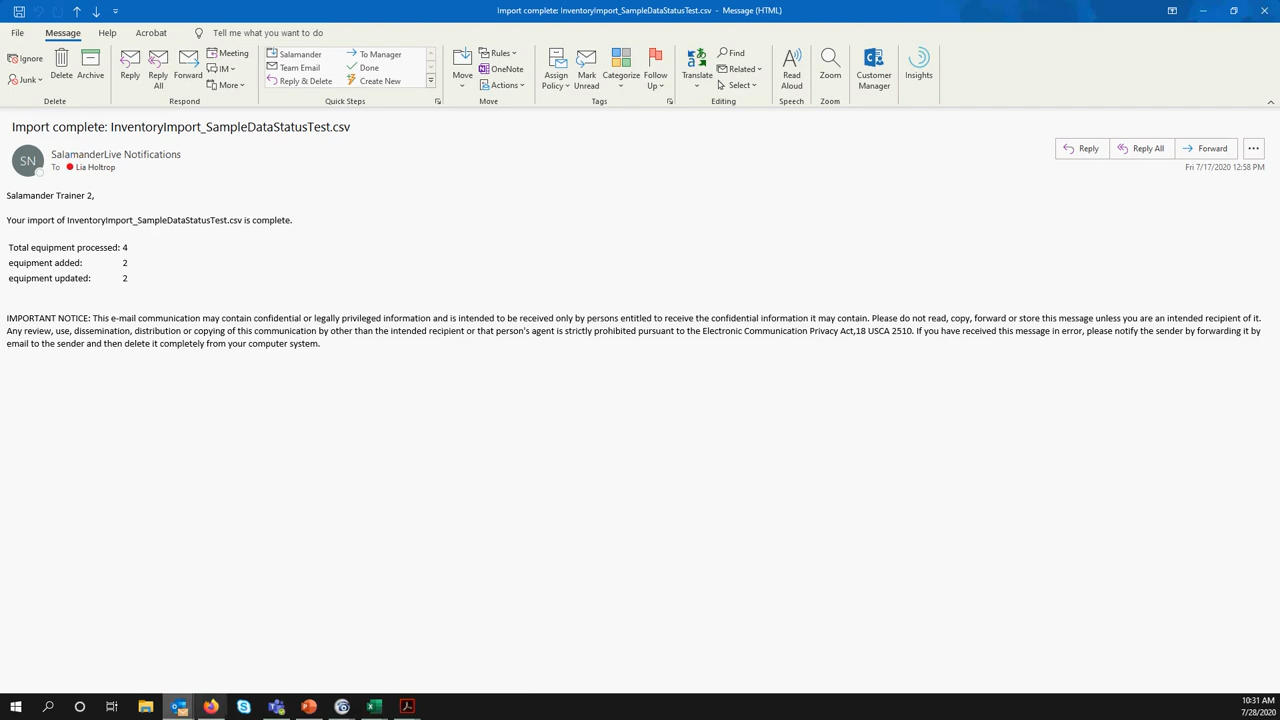 Import complete: InventoryImport_SampleDataStatusTest.csv - Message (HTML)
File Message Help Acrobat Tell me what you want to do
Ignore
Junk
Delete
Archive
Delete
Reply
Reply All
Forward
Meeting
IM
More
Respond
Salamander
Team Email
Reply & Delete
To Manager
Done
Create New
Quick Steps
Move
Rules
OneNote
Actions
Move
Assign Policy
Mark Unread
Categorize
Follow Up
Tags
Translate
Find
Related
Select
Editing
Read Aloud
Speech
Zoom
Zoom
Customer Manager
Insights
Import complete: InventoryImport_SampleDataStatusTest.csv
SN
SalamanderLive Notifications
To Lia Holtrop
Reply Reply All Forward
Fri 7/17/2020 12:58 PM
Salamander Trainer 2,
Your import of InventoryImport_SampleDataStatusTest.csv is complete.
Total equipment processed: 4
equipment added: 2
equipment updated: 2
IMPORTANT NOTICE: This e-mail communication may contain confidential or legally privileged information and is intended to be received only by persons entitled to receive the confidential information it may contain. Please do not read, copy, forward or store this message unless you are an intended recipient of it.
Any review, use, dissemination, distribution or copying of this communication by other than the intended recipient or that person's agent is strictly prohibited pursuant to the Electronic Communication Privacy Act,18 USCA 2510. If you have received this message in error, please notify the sender by forwarding it by
email to the sender and then delete it completely from your computer system.
10:31 AM
7/28/2020